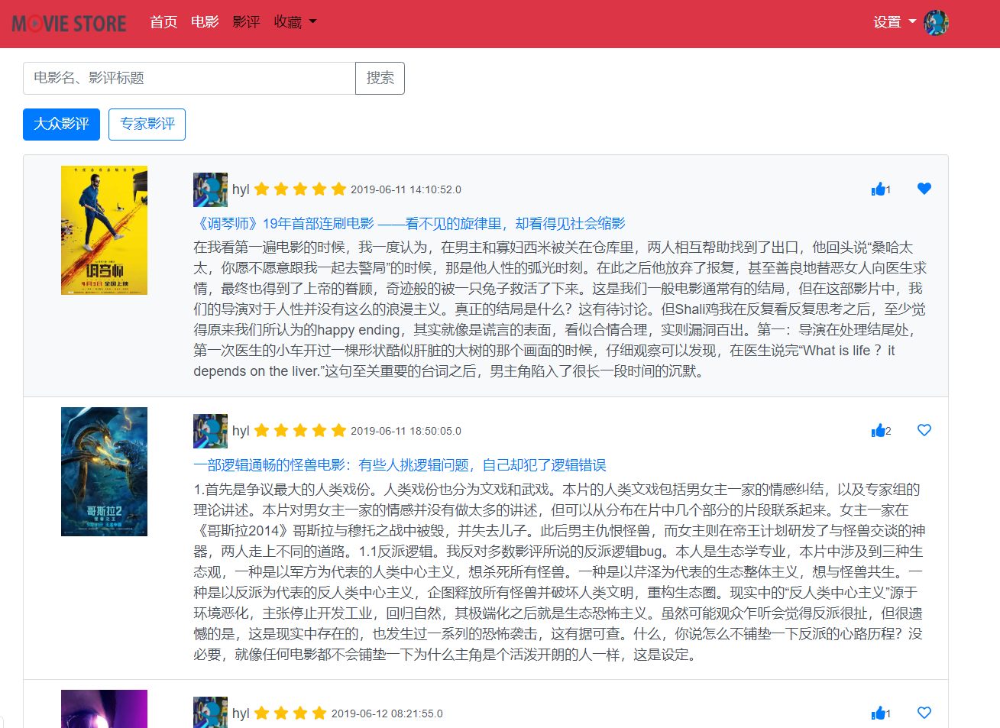 MOVIE STORE 首页 电影 影评 收藏 设置
电影名、影评标题 搜索
大众影评 专家影评
调音师
4月3日 全国上映
hyl 2019-06-11 14:10:52.0 1
《调琴师》19年首部连刷电影 ——看不见的旋律里，却看得见社会缩影
在我看第一遍电影的时候，我一度认为，在男主和寡妇西米被关在仓库里，两人相互帮助找到了出口，他回头说“桑哈太
太，你愿不愿意跟我一起去警局”的时候，那是他人性的弧光时刻。在此之后他放弃了报复，甚至善良地替恶女人向医生求
情，最终也得到了上帝的眷顾，奇迹般的被一只兔子救活了下来。这是我们一般电影通常有的结局，但在这部影片中，我
们的导演对于人性并没有这么的浪漫主义。真正的结局是什么？这有待讨论。但Shali鸡我在反复看反复思考之后，至少觉
得原来我们所认为的happy ending，其实就像是谎言的表面，看似合情合理，实则漏洞百出。第一：导演在处理结尾处，
第一次医生的小车开过一棵形状酷似肝脏的大树的那个画面的时候，仔细观察可以发现，在医生说完“What is life ？it
depends on the liver.”这句至关重要的台词之后，男主角陷入了很长一段时间的沉默。
哥斯拉2
怪兽之王
hyl 2019-06-11 18:50:05.0 2
一部逻辑通畅的怪兽电影：有些人挑逻辑问题，自己却犯了逻辑错误
1.首先是争议最大的人类戏份。人类戏份也分为文戏和武戏。本片的人类文戏包括男女主一家的情感纠结，以及专家组的
理论讲述。本片对男女主一家的情感并没有做太多的讲述，但可以从分布在片中几个部分的片段联系起来。女主一家在
《哥斯拉2014》哥斯拉与穆托之战中被毁，并失去儿子。此后男主仇恨怪兽，而女主则在帝王计划研发了与怪兽交谈的神
器，两人走上不同的道路。1.1反派逻辑。我反对多数影评所说的反派逻辑bug。本人是生态学专业，本片中涉及到三种生
态观，一种是以军方为代表的人类中心主义，想杀死所有怪兽。一种是以芹泽为代表的生态整体主义，想与怪兽共生。一
种是以反派为代表的反人类中心主义，企图释放所有怪兽并破坏人类文明，重构生态圈。现实中的“反人类中心主义”源于
环境恶化，主张停止开发工业，回归自然，其极端化之后就是生态恐怖主义。虽然可能观众乍听会觉得反派很扯，但很遗
憾的是，这是现实中存在的，也发生过一系列的恐怖袭击，这有据可查。什么，你说怎么不铺垫一下反派的心路历程？没
必要，就像任何电影都不会铺垫一下为什么主角是个活泼开朗的人一样，这是设定。
hyl 2019-06-12 08:21:55.0 1